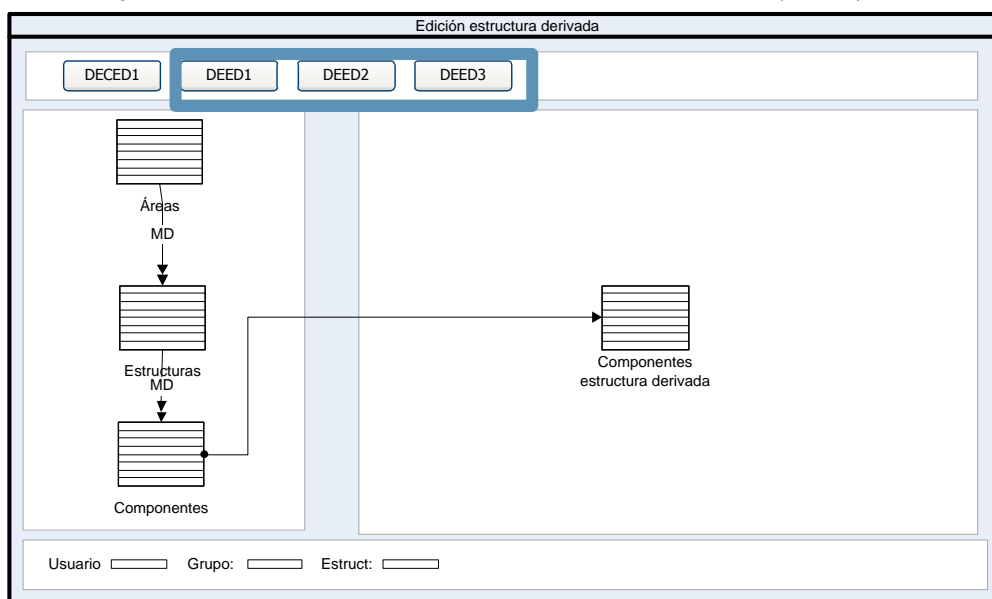 Edición estructura derivada
DECED1 DEED1 DEED2 DEED3
Áreas
MD
Estructuras
MD
Componentes
Componentes
estructura derivada
Usuario Grupo: Estruct: